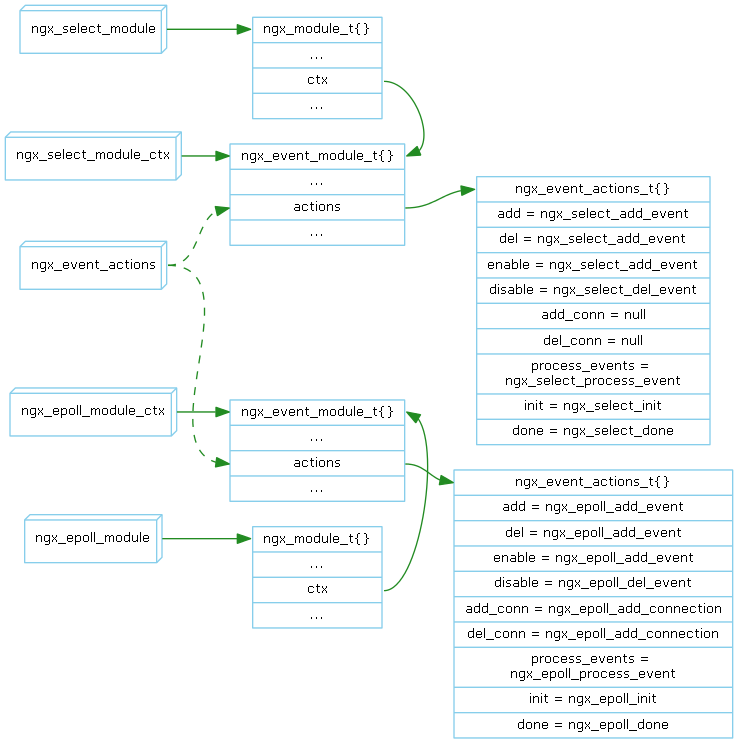 ngx_select_module
ngx_module_t{}
...
ctx
...
ngx_select_module_ctx
ngx_event_module_t{}
...
actions
...
ngx_event_actions_t{}
add = ngx_select_add_event
del = ngx_select_add_event
enable = ngx_select_add_event
disable = ngx_select_del_event
add_conn = null
del_conn = null
process_events =
ngx_select_process_event
init = ngx_select_init
done = ngx_select_done
ngx_event_actions
ngx_epoll_module_ctx
ngx_event_module_t{}
...
actions
...
ngx_event_actions_t{}
add = ngx_epoll_add_event
del = ngx_epoll_add_event
enable = ngx_epoll_add_event
disable = ngx_epoll_del_event
add_conn = ngx_epoll_add_connection
del_conn = ngx_epoll_add_connection
process_events =
ngx_epoll_process_event
init = ngx_epoll_init
done = ngx_epoll_done
ngx_epoll_module
ngx_module_t{}
...
ctx
...